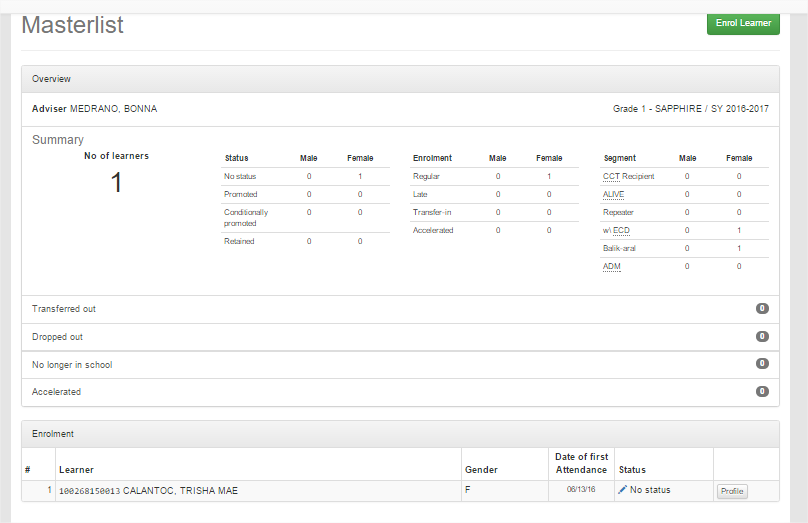 Masterlist
Enrol Learner
Overview
Adviser MEDRANO, BONNA Grade 1 - SAPPHIRE / SY 2016-2017
Summary
No of learners
1
Status Male Female
No status 0 1
Promoted 0 0
Conditionally promoted 0 0
Retained 0 0
Enrolment Male Female
Regular 0 1
Late 0 0
Transfer-in 0 0
Accelerated 0 0
Segment Male Female
CCT Recipient 0 0
ALIVE 0 0
Repeater 0 0
w\ ECD 0 1
Balik-aral 0 1
ADM 0 0
Transferred out 0
Dropped out 0
No longer in school 0
Accelerated 0
Enrolment
# Learner Gender Date of first Attendance Status
1 100268150013 CALANTOC, TRISHA MAE F 06/13/16 No status Profile